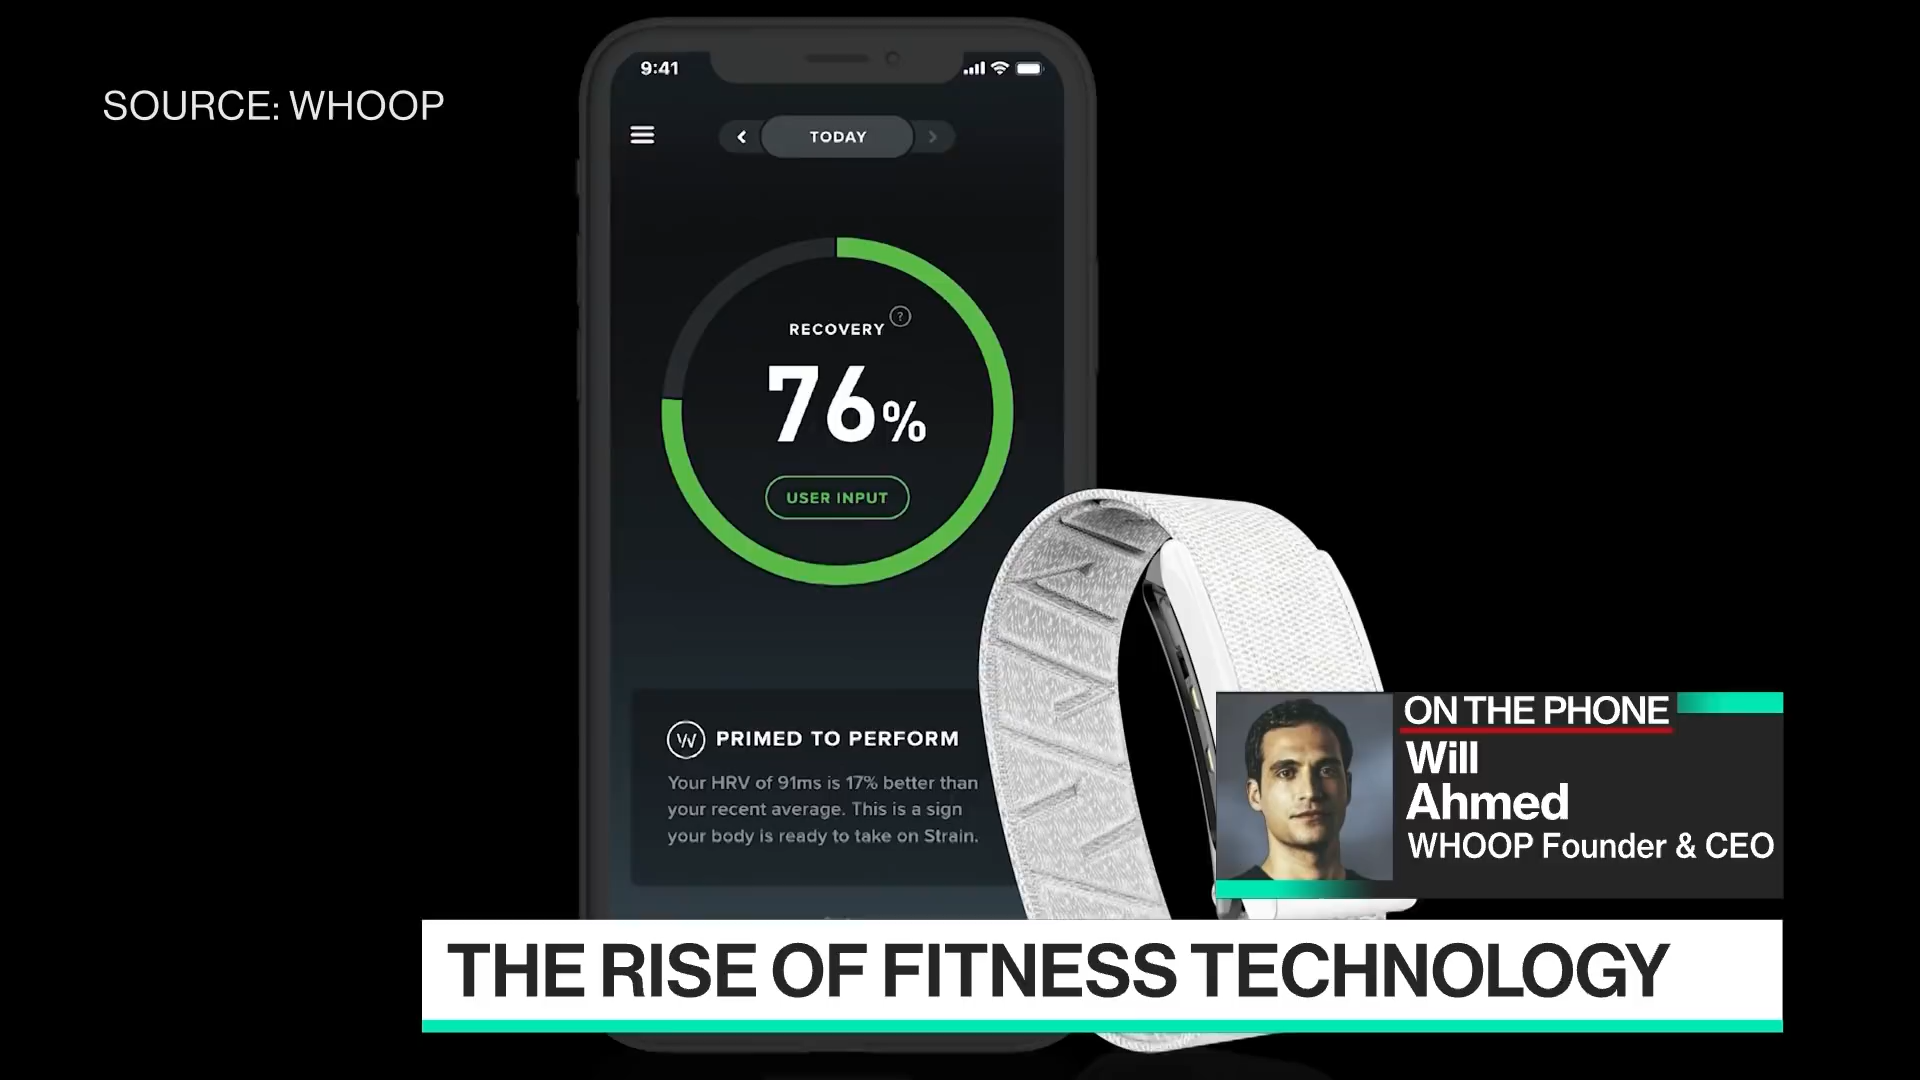 SOURCE: WHOOP
9:41
TODAY
RECOVERY ?
76%
USER INPUT
W PRIMED TO PERFORM
Your HRV of 91ms is 17% better than
your recent average. This is a sign
your body is ready to take on Strain.
ON THE PHONE
Will
Ahmed
WHOOP Founder & CEO
THE RISE OF FITNESS TECHNOLOGY